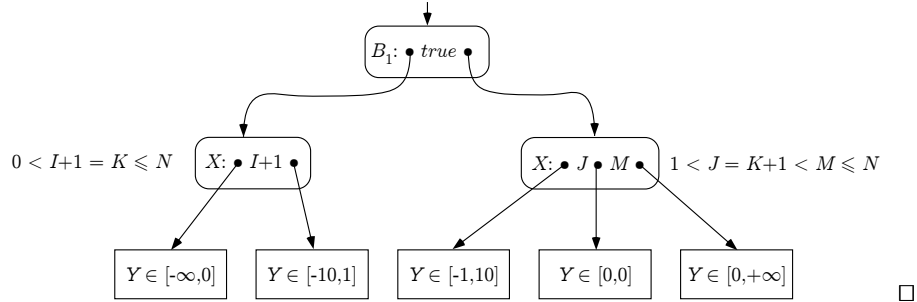 B₁: true
0 < I+1 = K ⩽ N X: I+1 X: J M 1 < J = K+1 < M ⩽ N
Y ∈ [-∞,0] Y ∈ [-10,1] Y ∈ [-1,10] Y ∈ [0,0] Y ∈ [0,+∞]